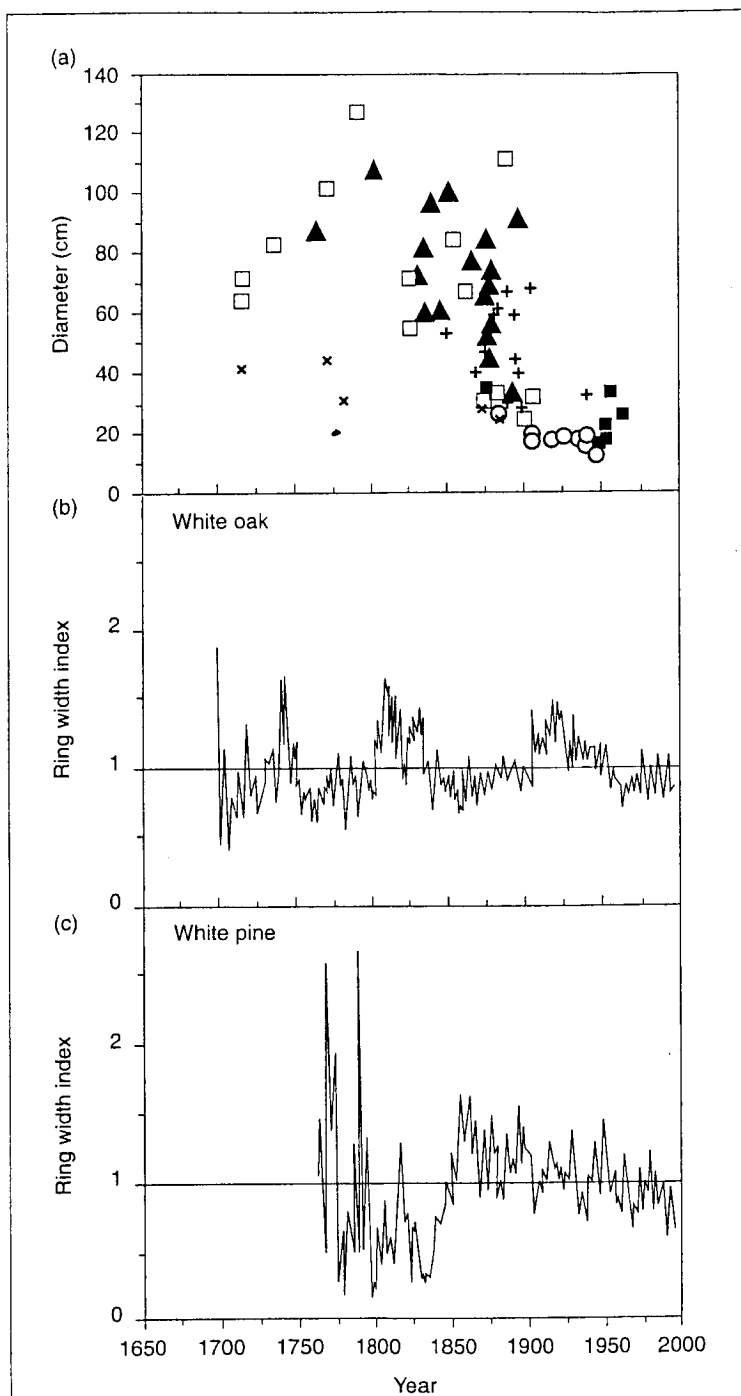 (a)
140
130
100
80
60
40
20
0
Diameter (cm)
(b)
White oak
2
1
0
Ring width index
(c)
White pine
2
1
0
Ring width index
1650 1700 1750 1800 1850 1900 1950 2000
Year